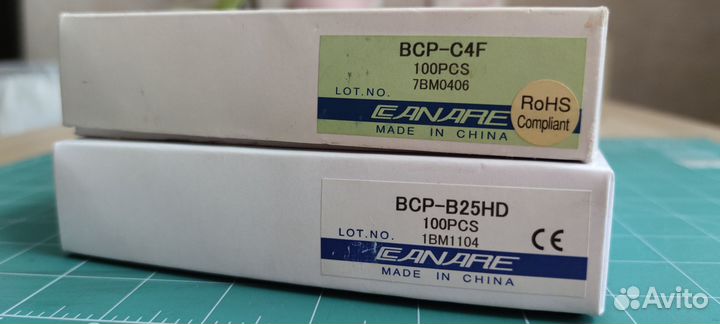 BCP-C4F
100PCS
LOT.NO. 7BM0406
CANARE
MADE IN CHINA
RoHS
Compliant
BCP-B25HD
100PCS
LOT.NO. 1BM1104
CE
CANARE
MADE IN CHINA
Avito